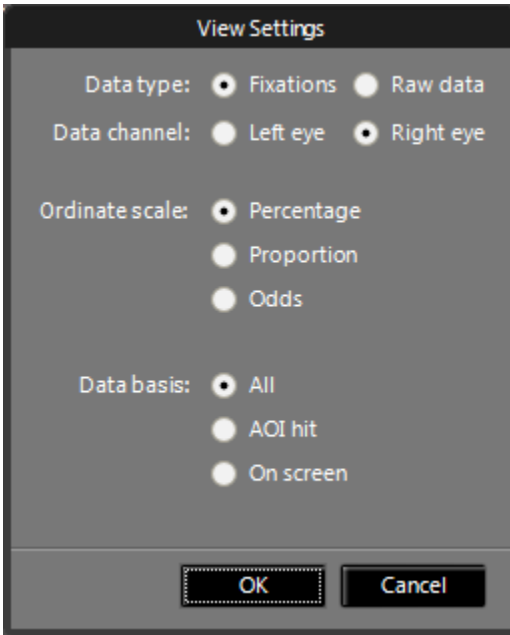 View Settings
Data type: Fixations Raw data
Data channel: Left eye Right eye
Ordinate scale: Percentage
Proportion
Odds
Data basis: All
AOI hit
On screen
OK Cancel